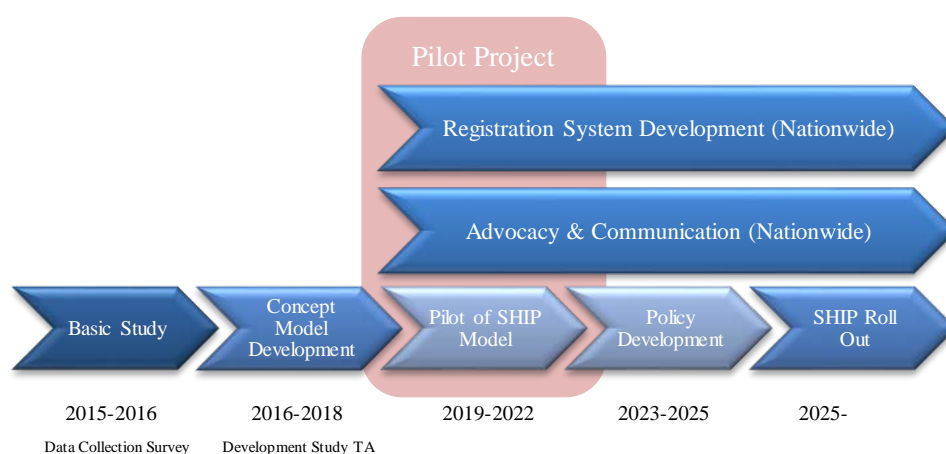 Pilot Project
Registration System Development (Nationwide)
Advocacy & Communication (Nationwide)
Basic Study
Concept
Model
Development
Pilot of SHIP
Model
Policy
Development
SHIP Roll
Out
2015-2016
2016-2018
2019-2022
2023-2025
2025-
Data Collection Survey
Development Study TA